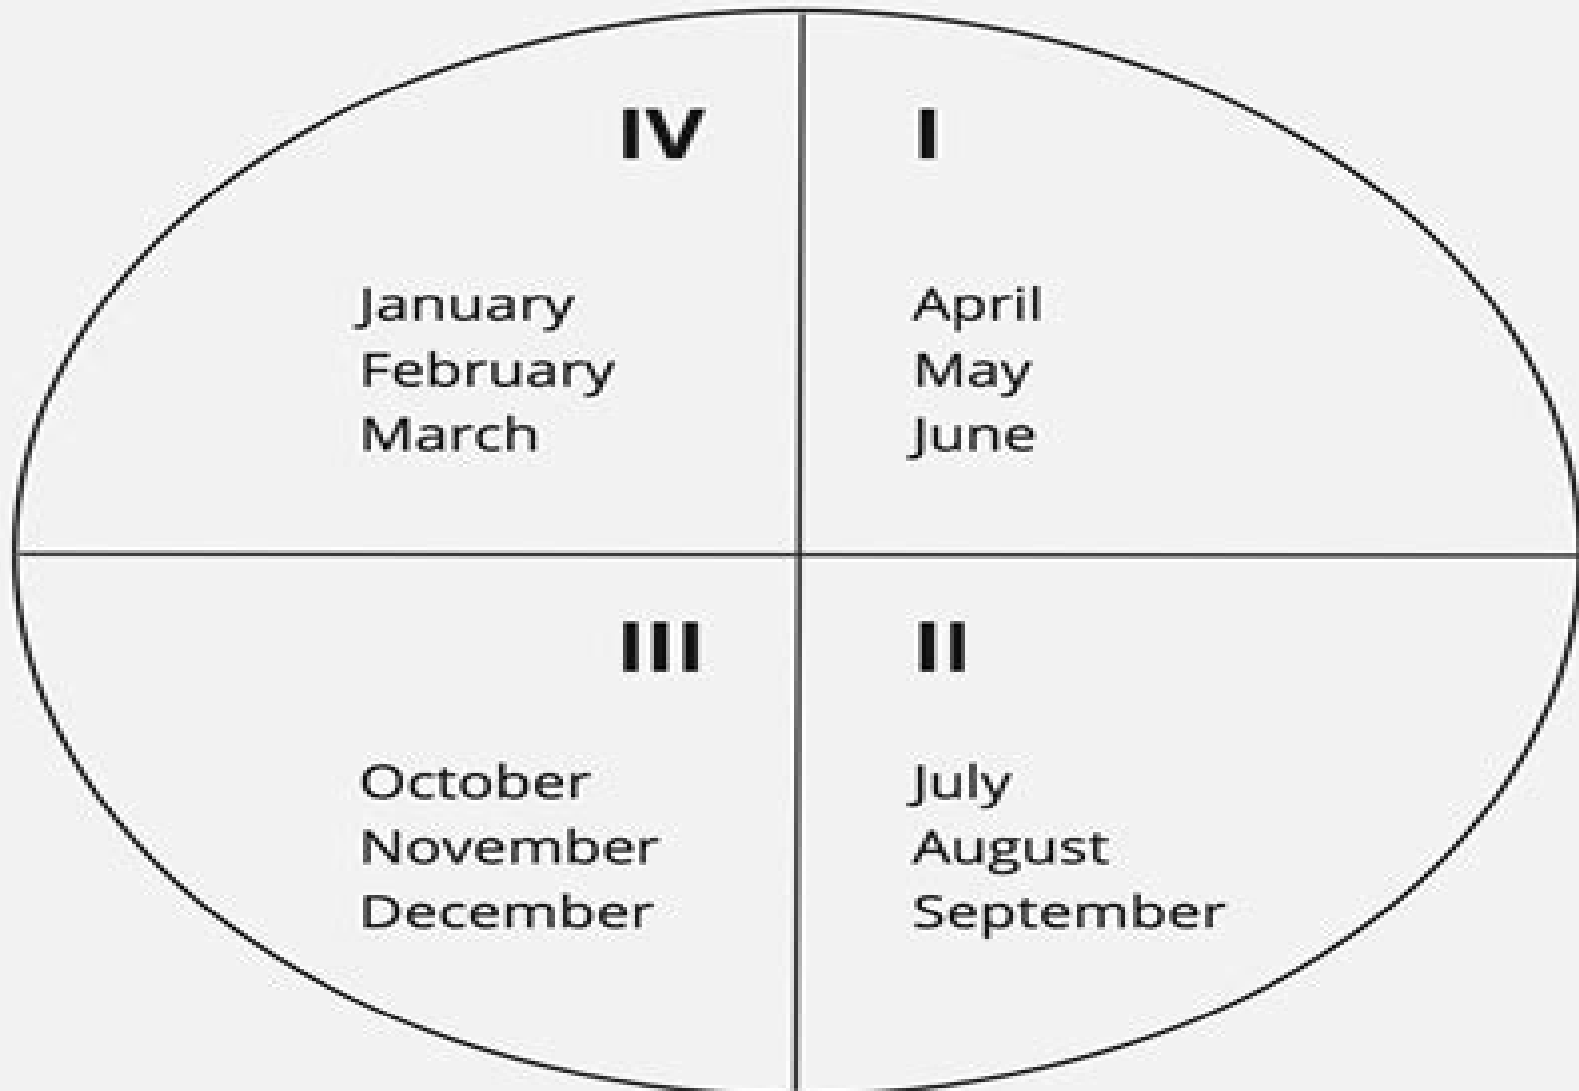 IV
January
February
March
I
April
May
June
III
October
November
December
II
July
August
September